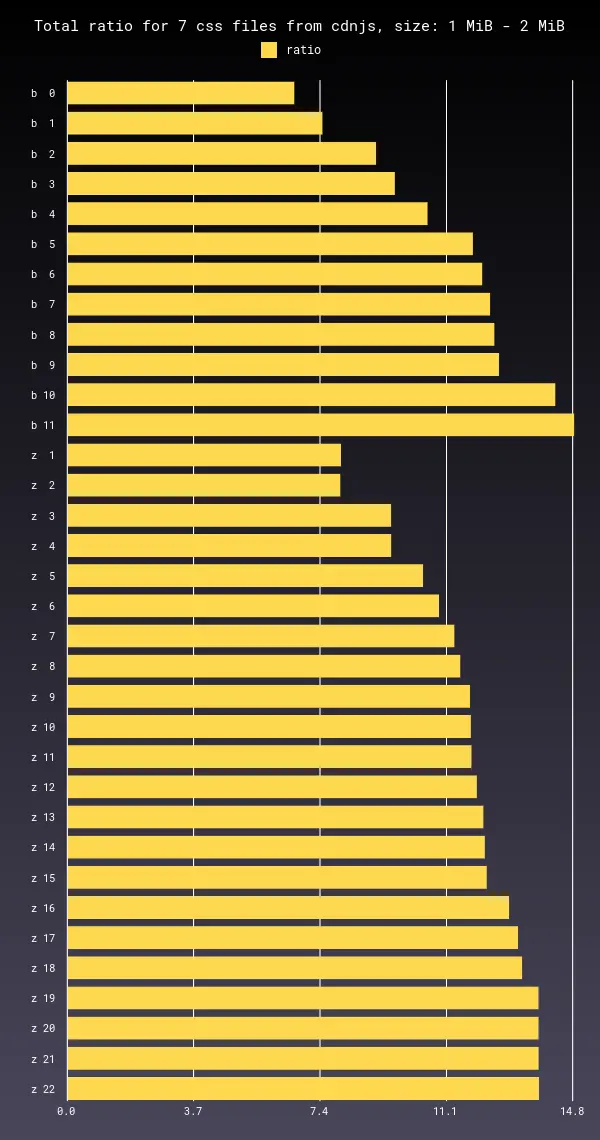 Total ratio for 7 css files from cdnjs, size: 1 MiB - 2 MiB
ratio
b 0
b 1
b 2
b 3
b 4
b 5
b 6
b 7
b 8
b 9
b 10
b 11
z 1
z 2
z 3
z 4
z 5
z 6
z 7
z 8
z 9
z 10
z 11
z 12
z 13
z 14
z 15
z 16
z 17
z 18
z 19
z 20
z 21
z 22
0.0 3.7 7.4 11.1 14.8